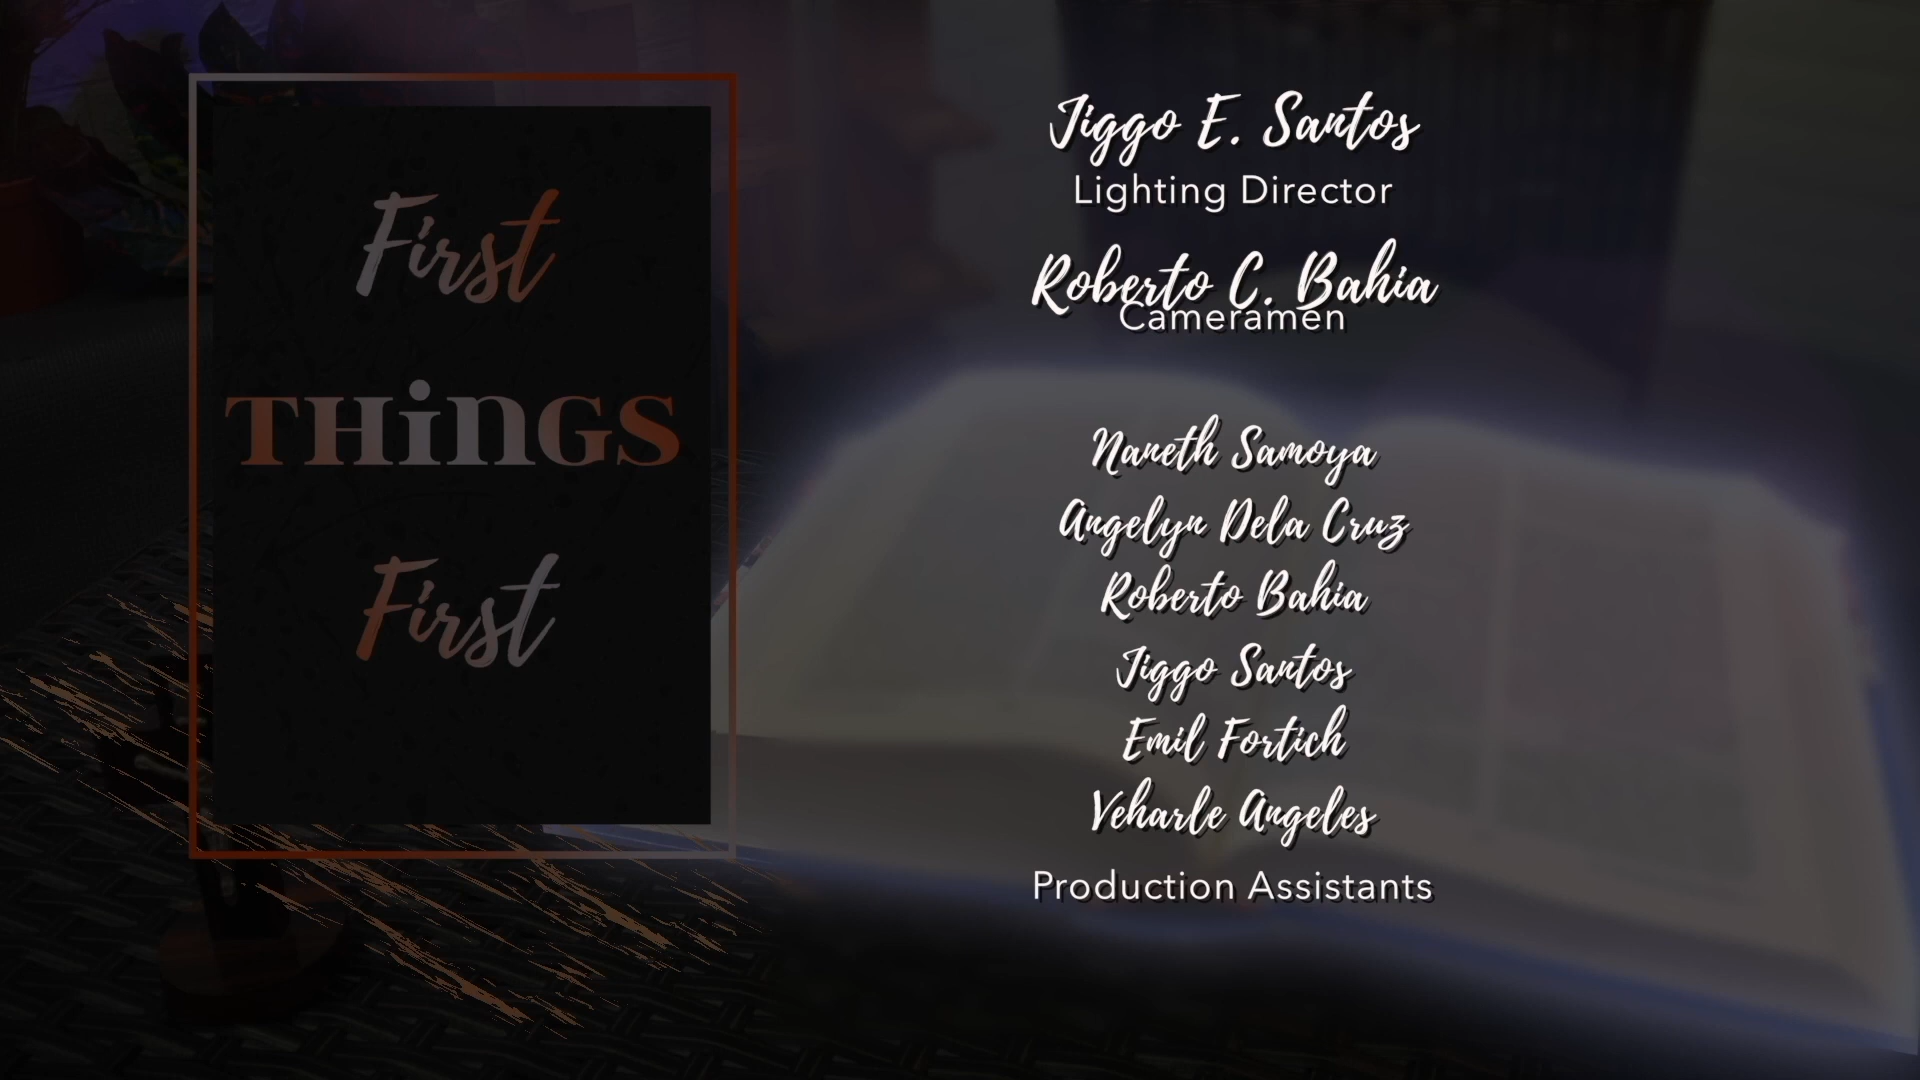 First
THiNGS
First
Jiggo E. Santos
Lighting Director
Roberto C. Bahia
Cameramen
Naneth Samoya
Angelyn Dela Cruz
Roberto Bahia
Jiggo Santos
Emil Fortich
Veharle Angeles
Production Assistants